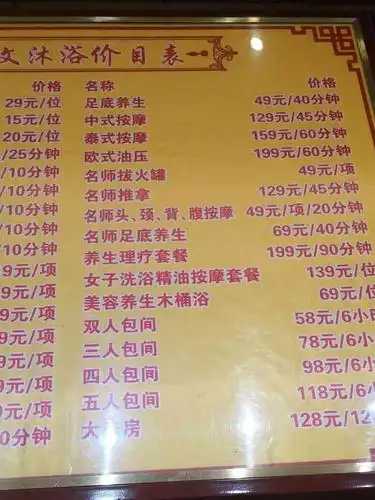 文沐浴价目表
价格 名称 价格
29元/位 足底养生 49元/40分钟
15元/位 中式按摩 129元/45分钟
20元/位 泰式按摩 159元/60分钟
/25分钟 欧式油压 199元/60分钟
/10分钟 名师拔火罐 49元/项
/10分钟 名师推拿 129元/45分钟
/10分钟 名师头、颈、背、腹按摩 49元/项/20分钟
/10分钟 名师足底养生 69元/40分钟
/10分钟 养生理疗套餐 199元/90分钟
9元/项 女子洗浴精油按摩套餐 139元/位
9元/项 美容养生木桶浴 69元/位
9元/项 双人包间 58元/6小
9元/项 三人包间 78元/6小
9元/项 四人包间 98元/6小
9元/项 五人包间 118元/6小
0分钟 大 房 128元/12